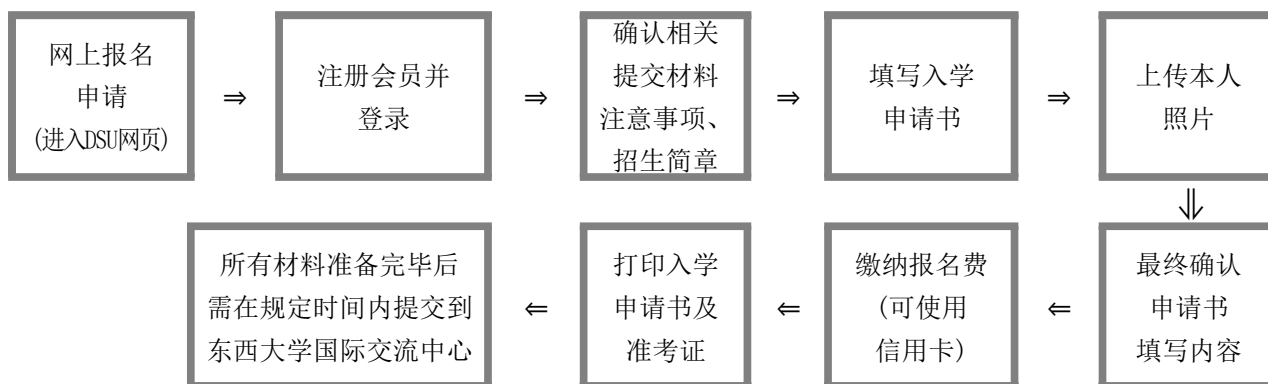 网上报名
申请
(进入DSU网页)
⇒
注册会员并
登录
⇒
确认相关
提交材料
注意事项、
招生简章
⇒
填写入学
申请书
⇒
上传本人
照片
⇓
最终确认
申请书
填写内容
⇐
缴纳报名费
(可使用
信用卡)
⇐
打印入学
申请书及
准考证
⇐
所有材料准备完毕后
需在规定时间内提交到
东西大学国际交流中心